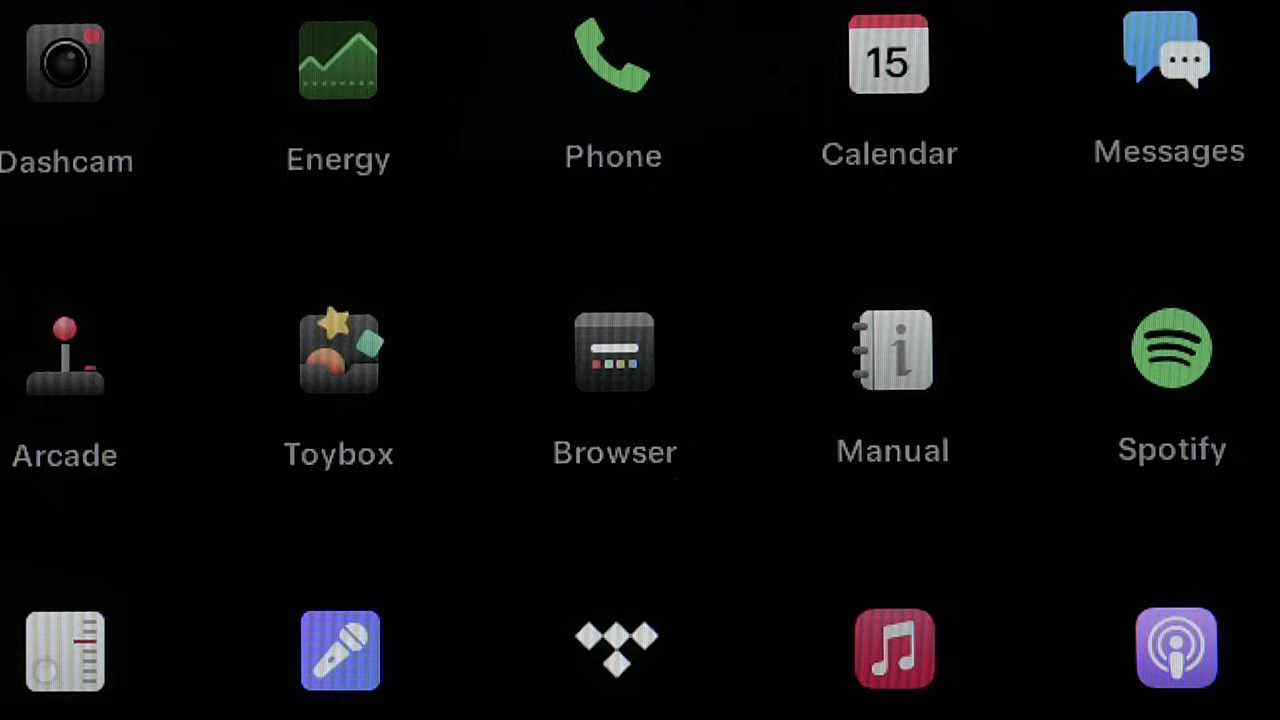 15
Dashcam
Energy
Phone
Calendar
Messages
i
Arcade
Toybox
Browser
Manual
Spotify